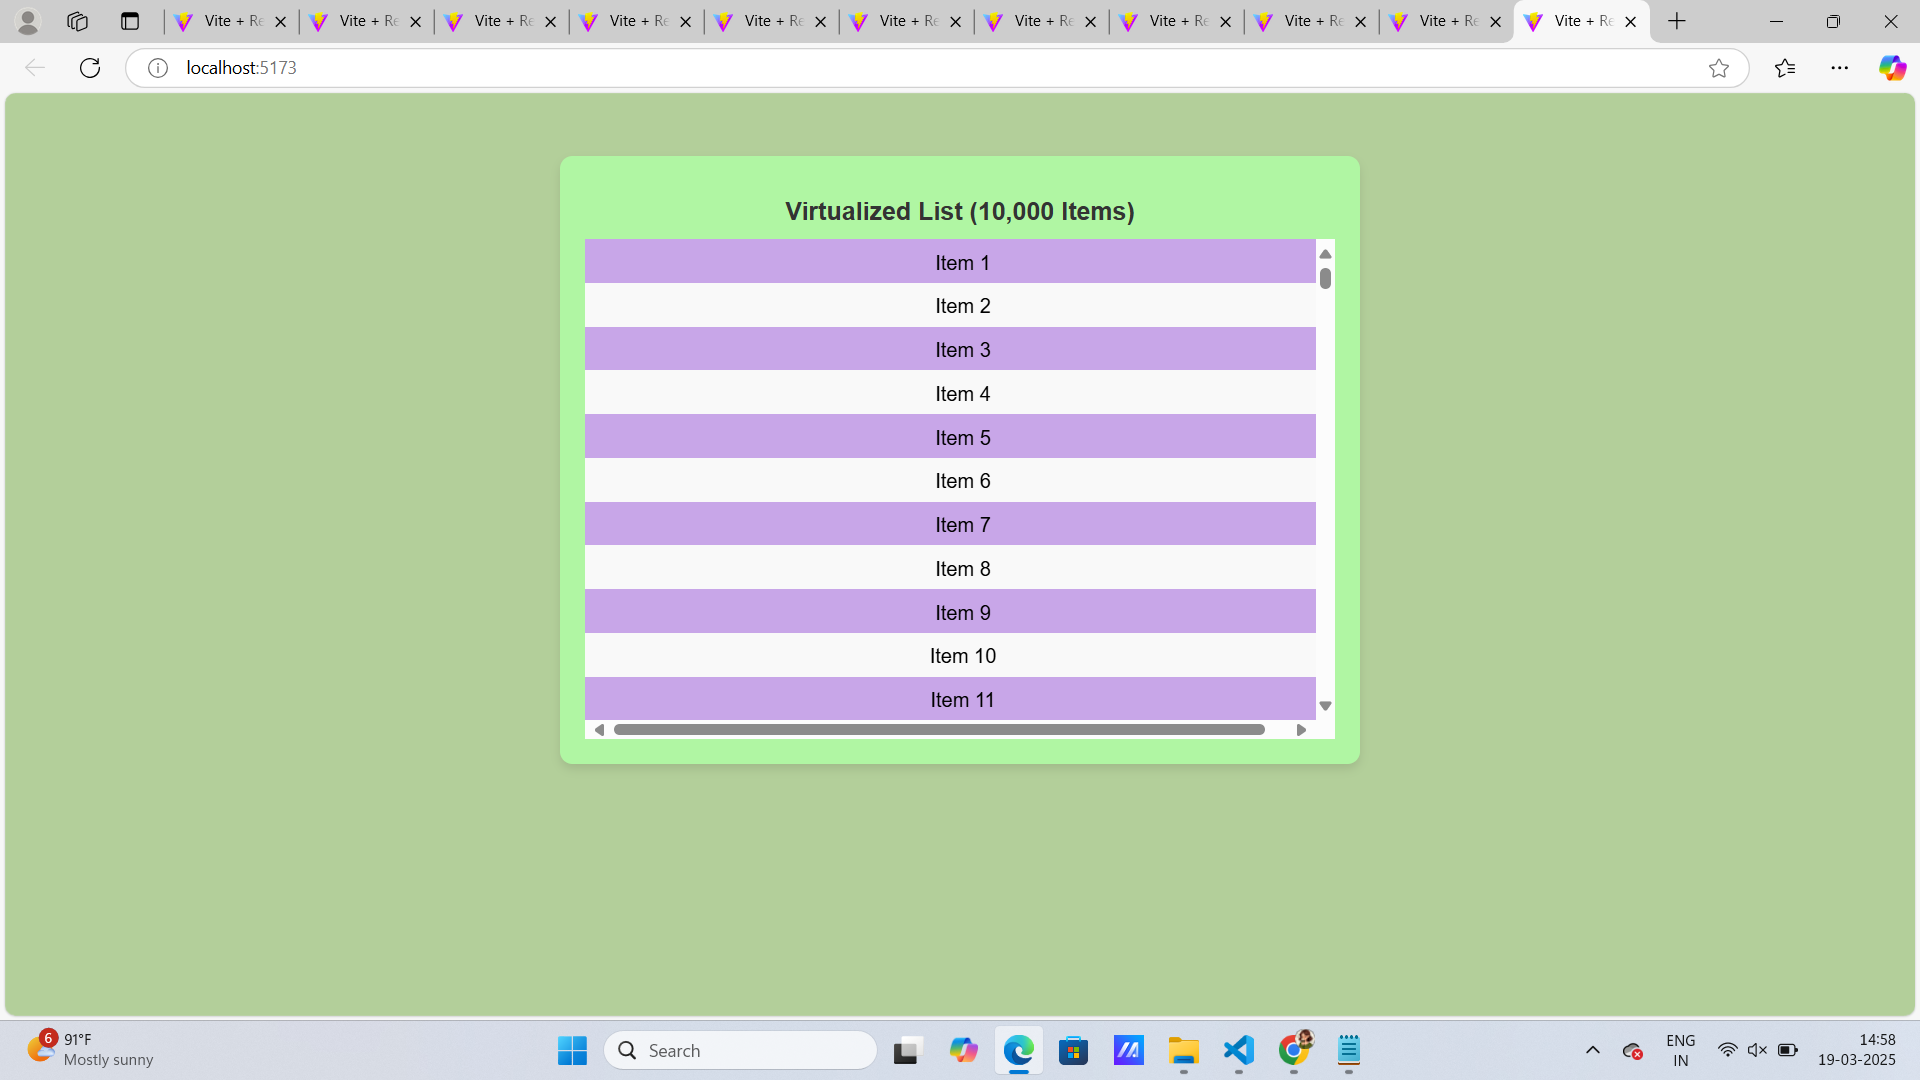 Vite + Re Vite + Re Vite + Re Vite + Re Vite + Re Vite + Re Vite + Re Vite + Re Vite + Re Vite + Re Vite + Re
localhost:5173
Virtualized List (10,000 Items)
Item 1
Item 2
Item 3
Item 4
Item 5
Item 6
Item 7
Item 8
Item 9
Item 10
Item 11
6
91°F
Mostly sunny
Search
ENG
IN
14:58
19-03-2025